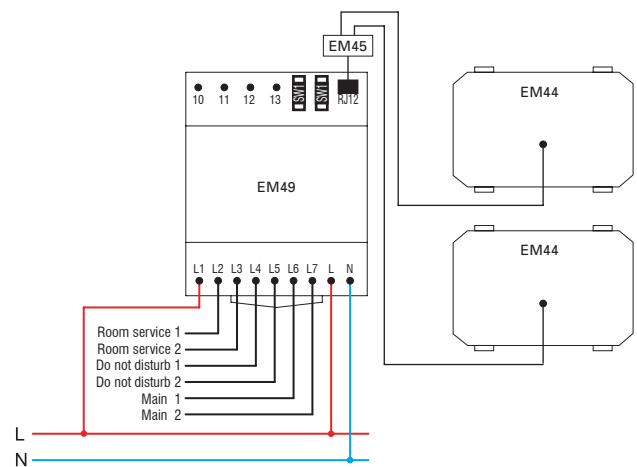 EM45
10 11 12 13 SW1 SW1 RJ12
EM44
EM49
EM44
L1 L2 L3 L4 L5 L6 L7 L N
Room service 1
Room service 2
Do not disturb 1
Do not disturb 2
Main 1
Main 2
L
N